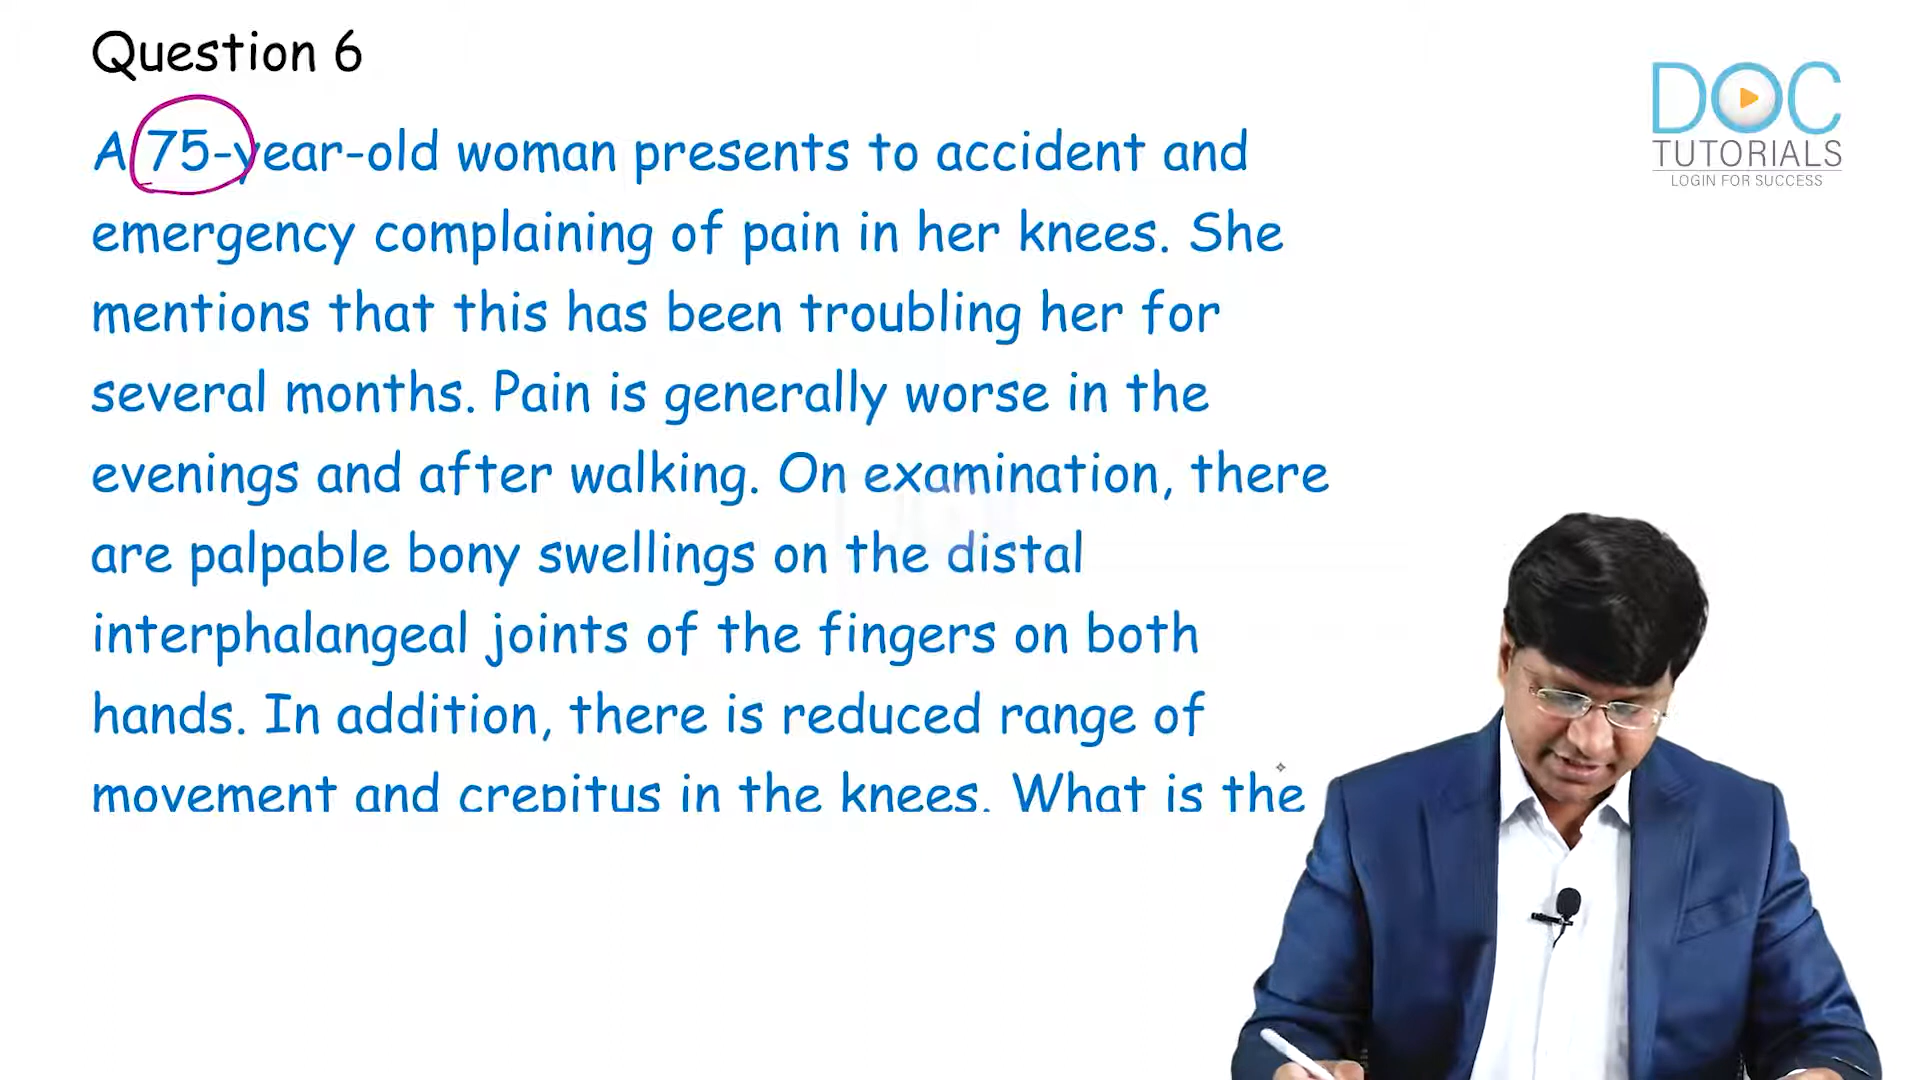 Question 6
A 75-year-old woman presents to accident and
emergency complaining of pain in her knees. She
mentions that this has been troubling her for
several months. Pain is generally worse in the
evenings and after walking. On examination, there
are palpable bony swellings on the distal
interphalangeal joints of the fingers on both
hands. In addition, there is reduced range of
movement and crepitus in the knees. What is the
DOC
TUTORIALS
LOGIN FOR SUCCESS